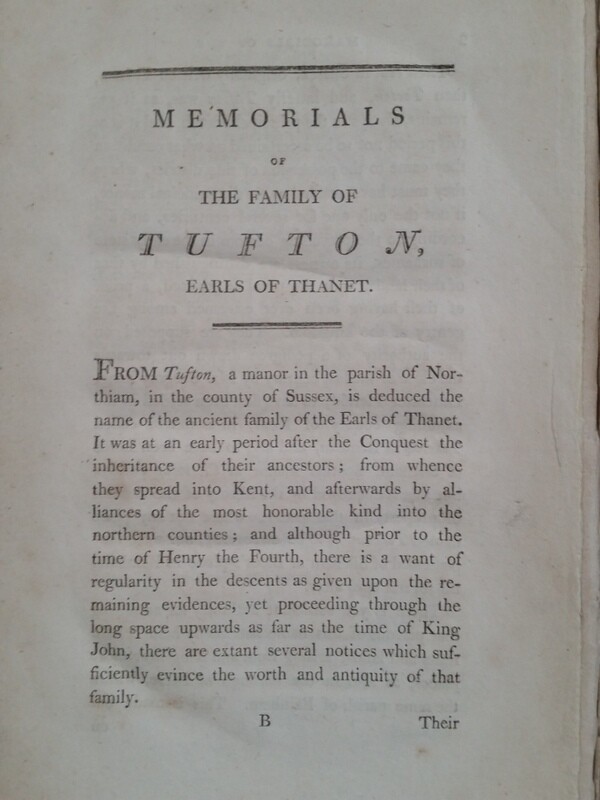 MEMORIALS
OF
THE FAMILY OF
TUFTON,
EARLS OF THANET.
FROM Tufton, a manor in the parish of Nor-
thiam, in the county of Sussex, is deduced the
name of the ancient family of the Earls of Thanet.
It was at an early period after the Conquest the
inheritance of their ancestors; from whence
they spread into Kent, and afterwards by al-
liances of the most honorable kind into the
northern counties; and although prior to the
time of Henry the Fourth, there is a want of
regularity in the descents as given upon the re-
maining evidences, yet proceeding through the
long space upwards as far as the time of King
John, there are extant several notices which suf-
ficiently evince the worth and antiquity of that
family.
B Their